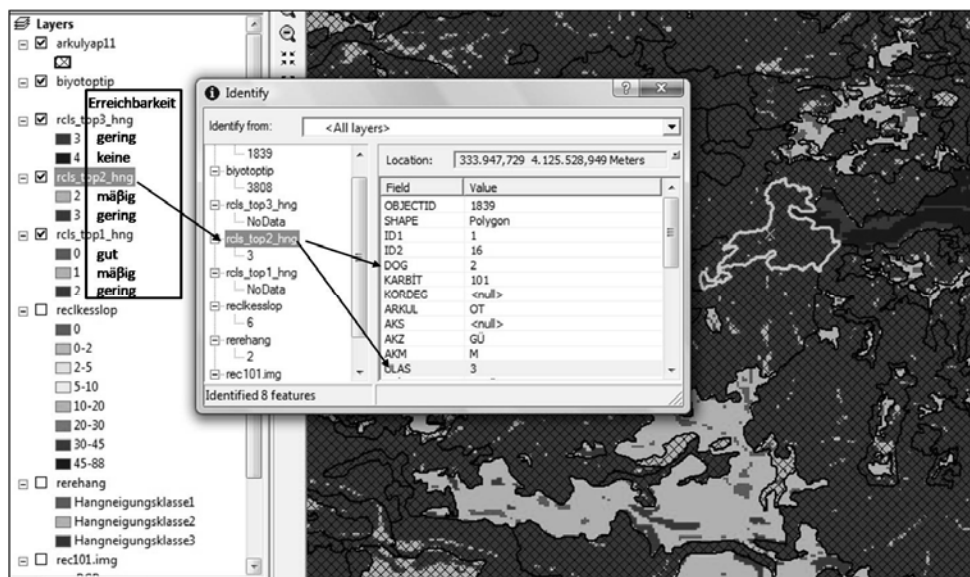 Layers
arkulyap11
biyotoptip
Erreichbarkeit
rcls_top3_hng
3 gering
4 keine
rcls_top2_hng
2 mäßig
3 gering
rcls_top1_hng
0 gut
1 mäßig
2 gering
reclkesslop
0
0-2
2-5
5-10
10-20
20-30
30-45
45-88
rerehang
Hangneigungsklasse1
Hangneigungsklasse2
Hangneigungsklasse3
rec101.img
Identify
Identify from: <All layers>
1839
biyotoptip
3808
rcls_top3_hng
NoData
rcls_top2_hng
3
rcls_top1_hng
NoData
reclkesslop
6
rerehang
2
rec101.img
Identified 8 features
Location: 333.947,729 4.125.528,949 Meters
Field Value
OBJECTID 1839
SHAPE Polygon
ID1 1
ID2 16
DOG 2
KARBİT 101
KORDEG <null>
ARKUL OT
AKS <null>
AKZ GÜ
AKM M
ULAS 3